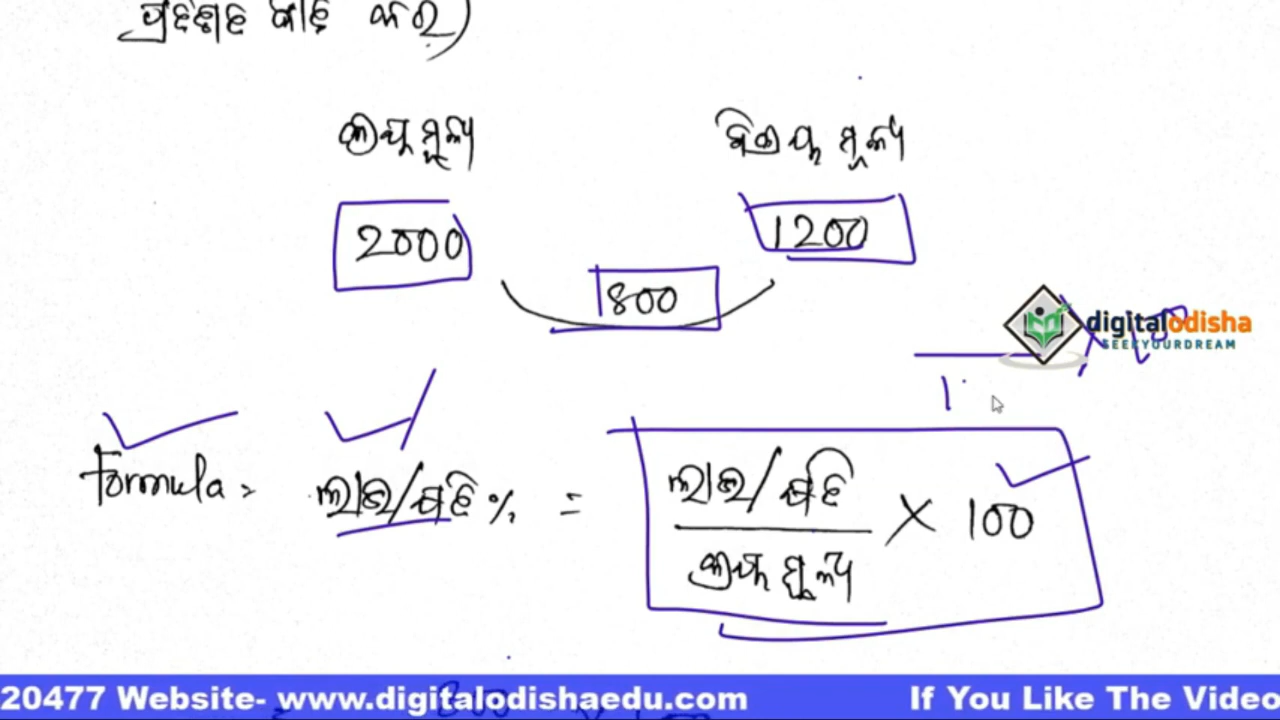 ପ୍ରତିଶତ କାଢ଼ି କର)
କ୍ରୟ ମୂଲ୍ୟ ବିକ୍ରୟ ମୂଲ୍ୟ
2000 1200
800
digitalodisha
SEEK YOUR DREAM
Formula = ଲାଭ/କ୍ଷତି % = ଲାଭ/କ୍ଷତି
କ୍ରୟ ମୂଲ୍ୟ × 100
20477 Website- www.digitalodishaedu.com If You Like The Video